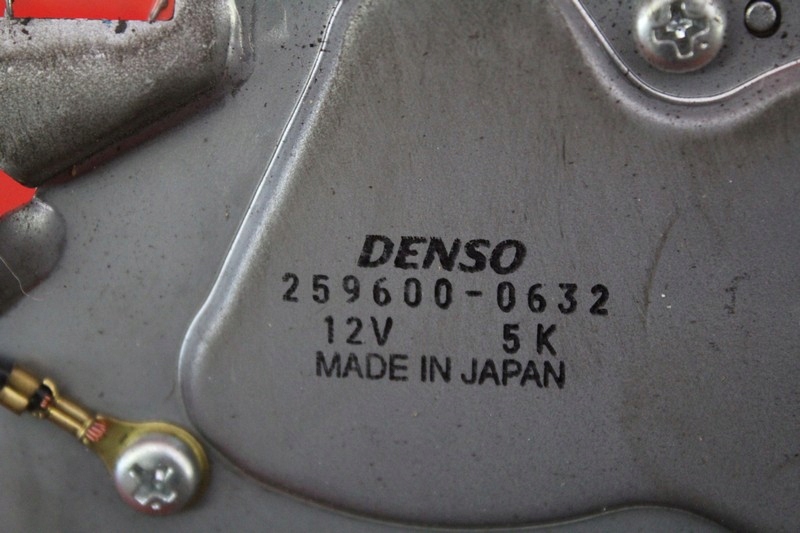 DENSO
259600-0632
12V 5K
MADE IN JAPAN